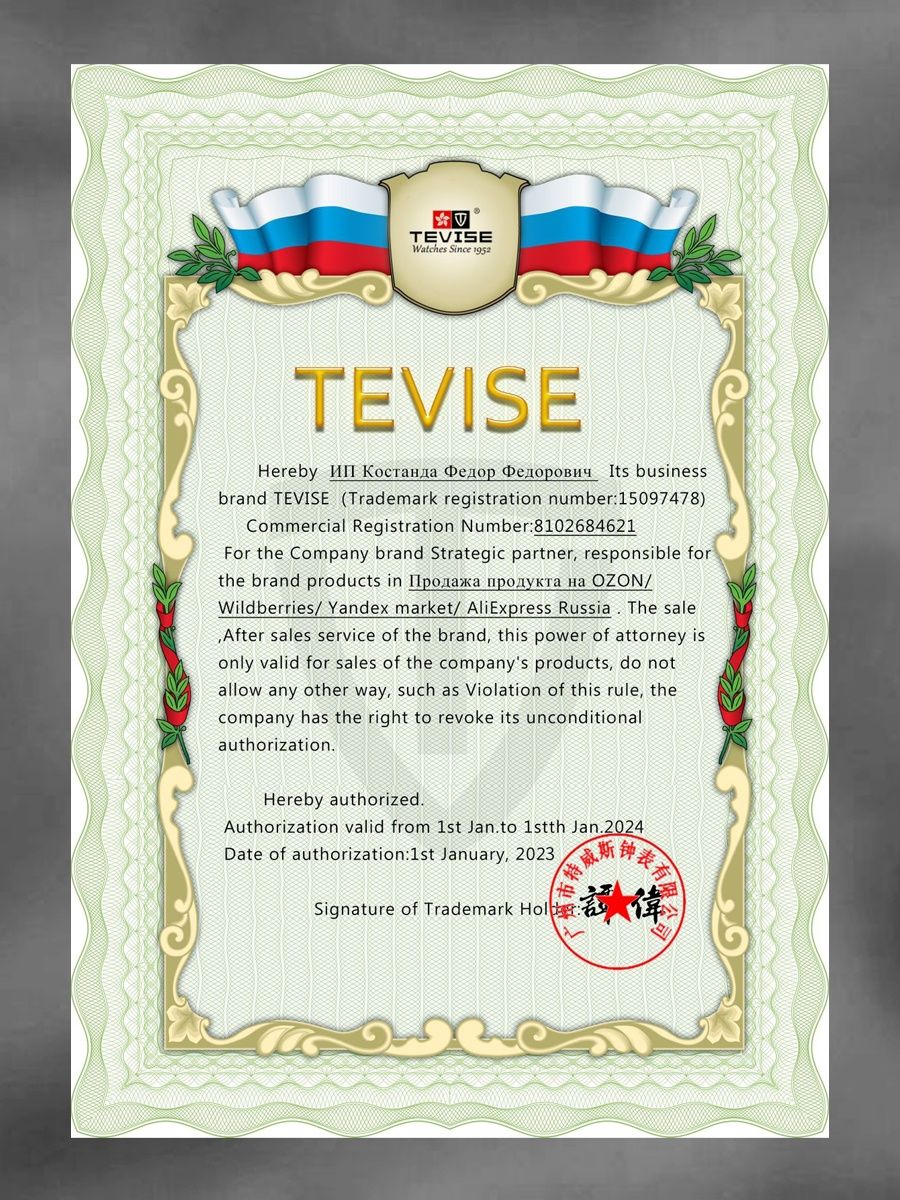 ®
TEVISE
Watches Since 1952
TEVISE
Hereby ИП Костанда Федор Федорович Its business
brand TEVISE (Trademark registration number:15097478)
Commercial Registration Number:8102684621
For the Company brand Strategic partner, responsible for
the brand products in Продажа продукта на OZON/
Wildberries/ Yandex market/ AliExpress Russia . The sale
,After sales service of the brand, this power of attorney is
only valid for sales of the company's products, do not
allow any other way, such as Violation of this rule, the
company has the right to revoke its unconditional
authorization.
Hereby authorized.
Authorization valid from 1st Jan.to 1stth Jan.2024
Date of authorization:1st January, 2023
Signature of Trademark Holder:
广州市特威斯钟表有限公司